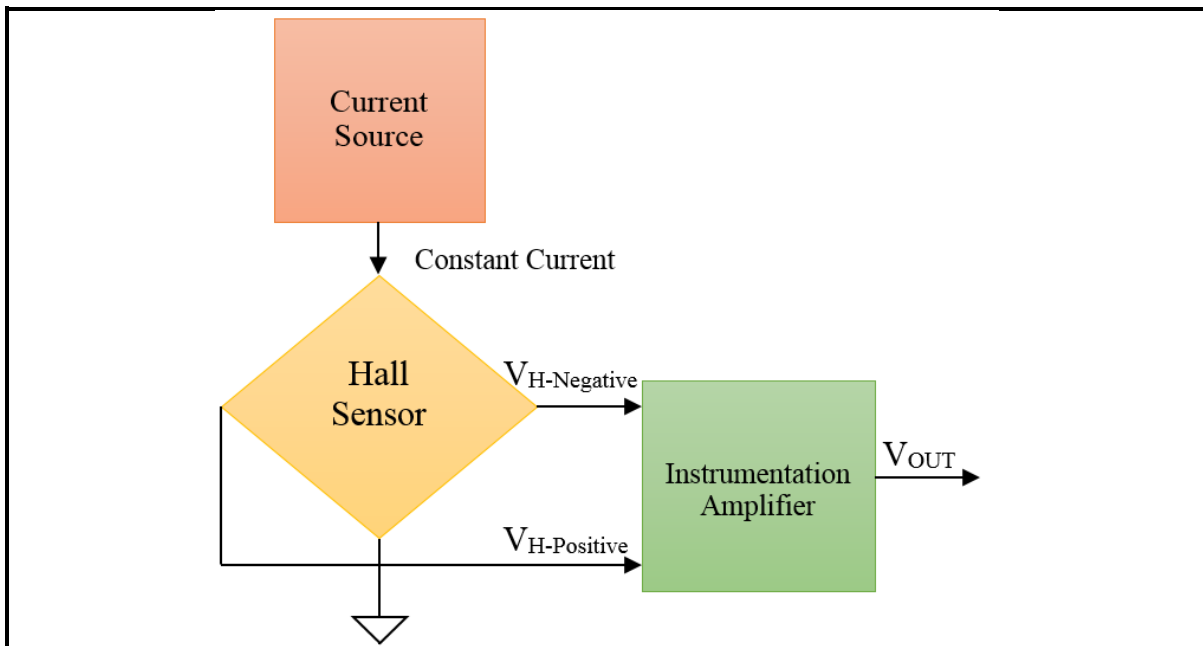 Current
Source
Constant Current
Hall
Sensor
VH-Negative
Instrumentation
Amplifier
VOUT
VH-Positive